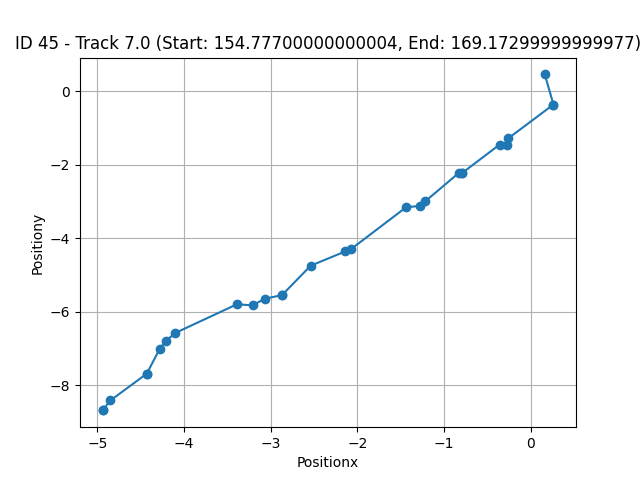 ID 45 - Track 7.0 (Start: 154.77700000000004, End: 169.17299999999977)
0
−2
−4
−6
−8
Positiony
−5 −4 −3 −2 −1 0
Positionx